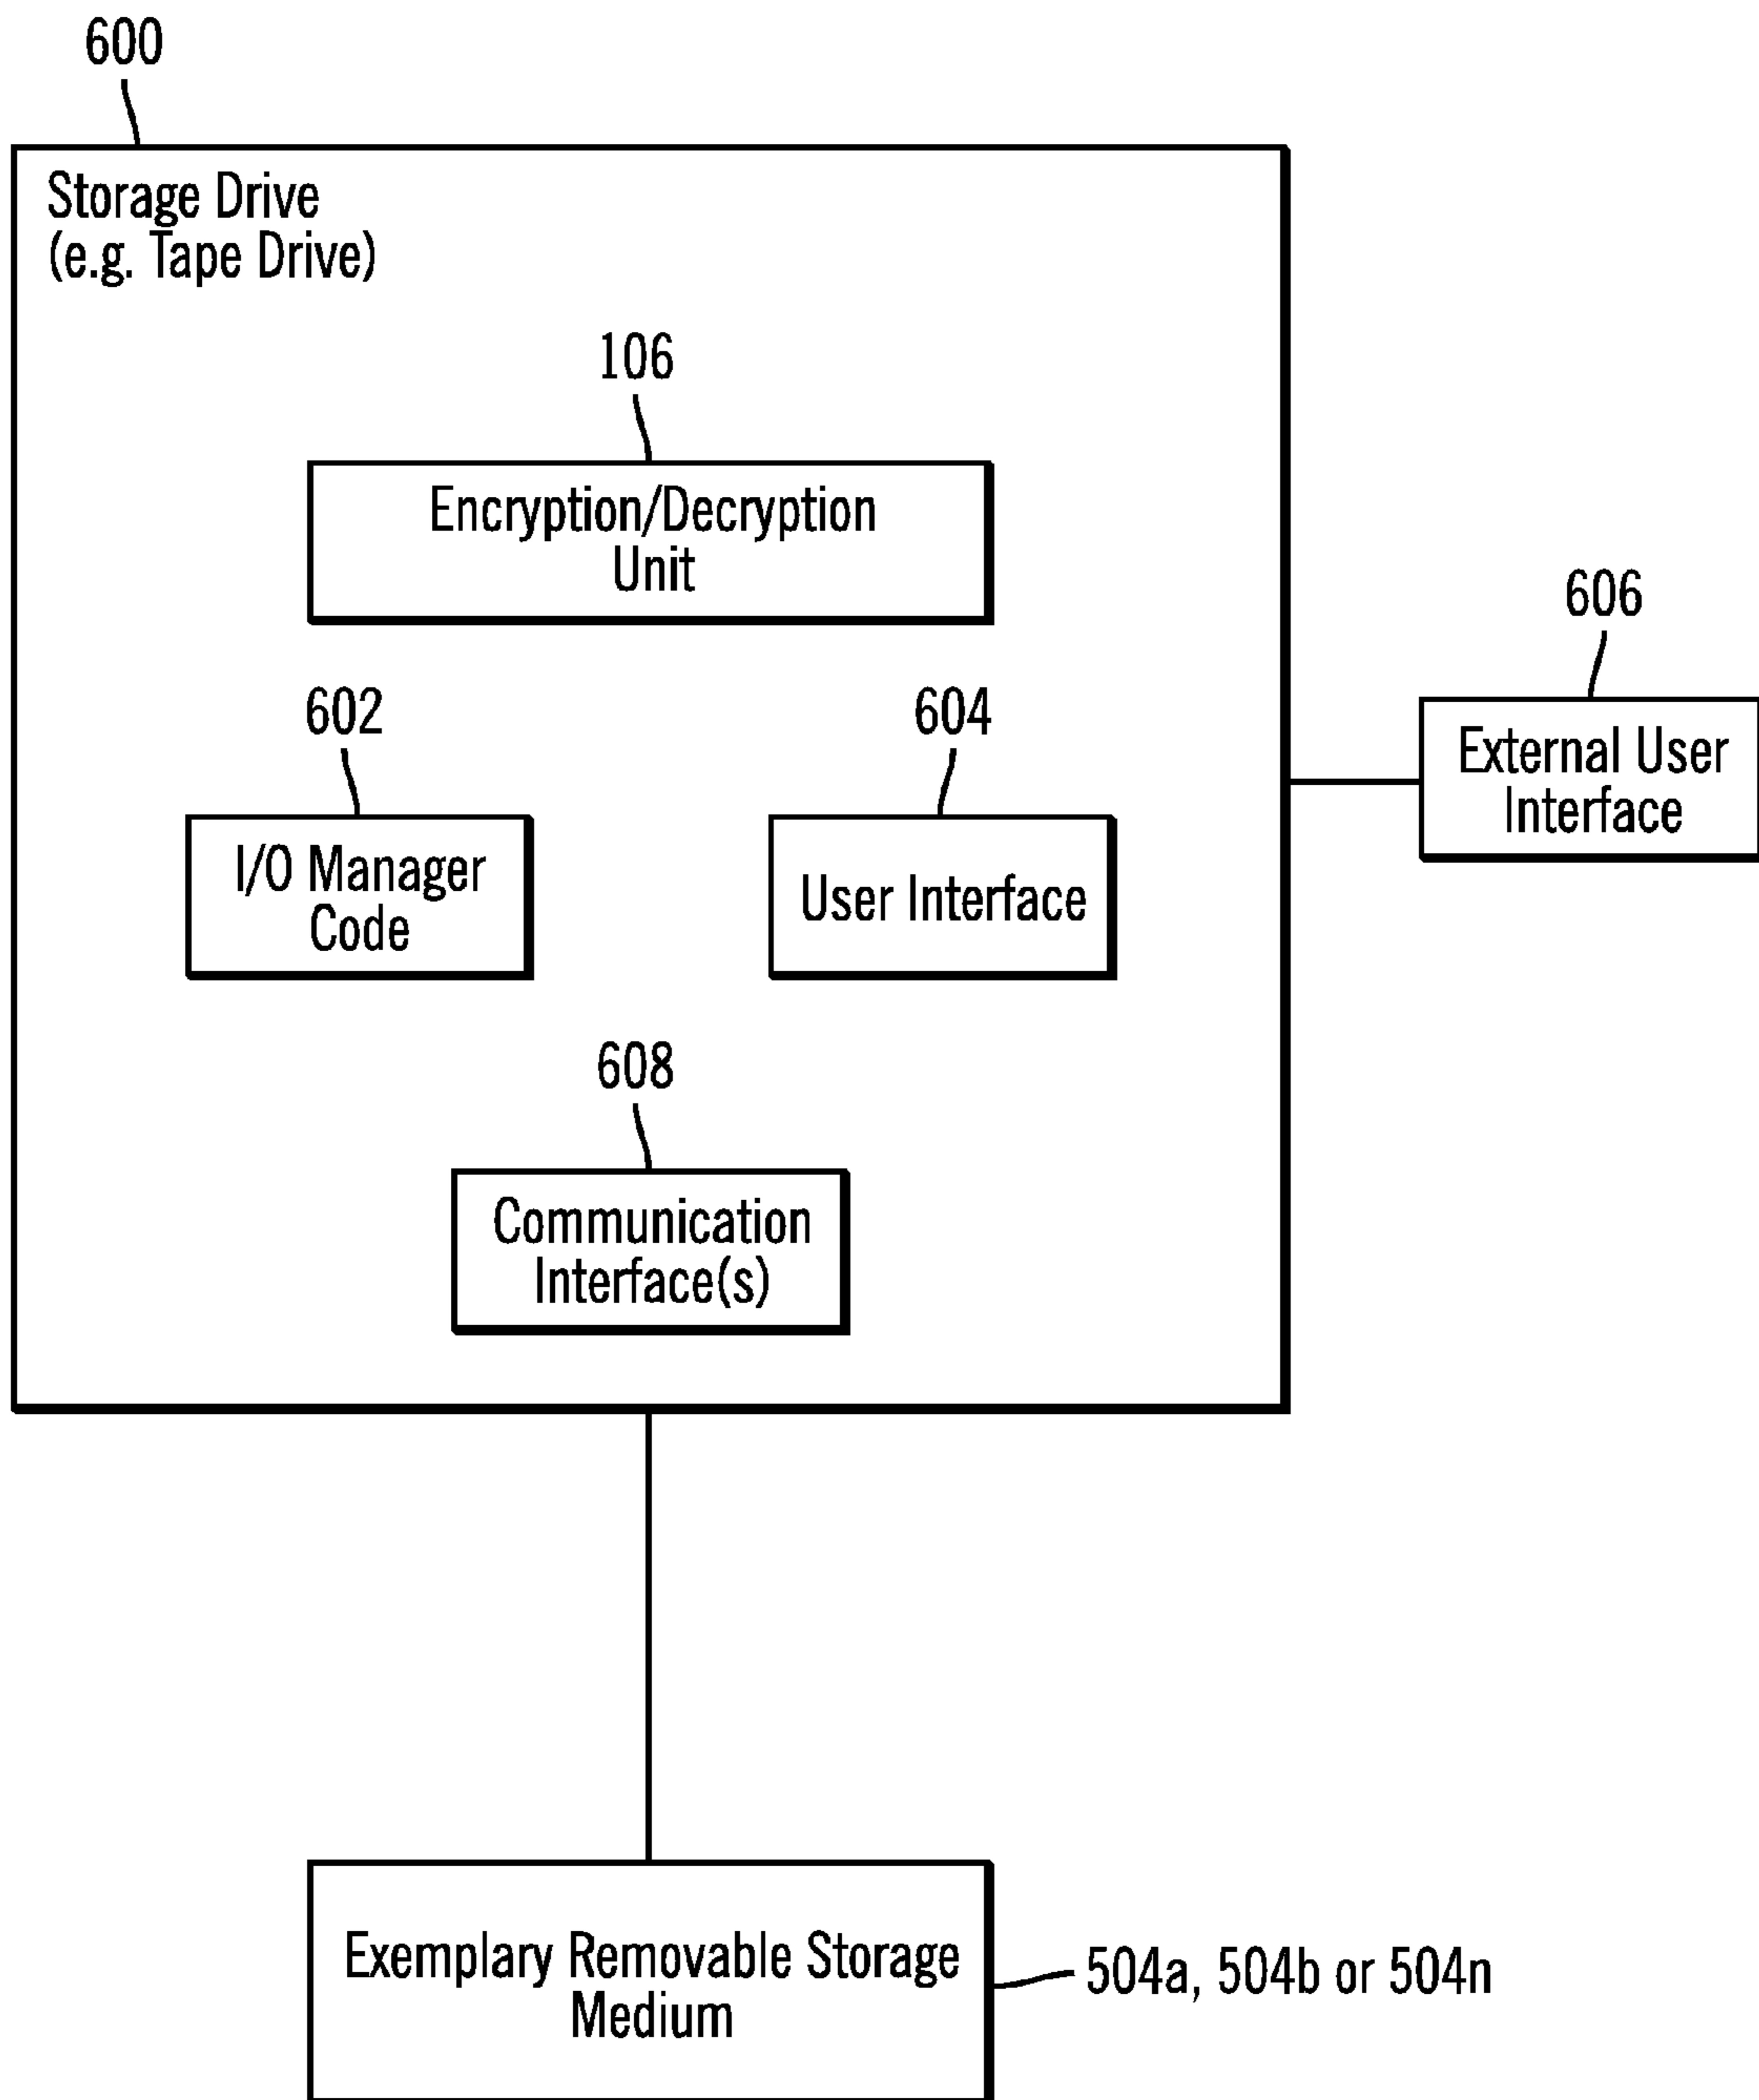 600
Storage Drive
(e.g. Tape Drive)
106
Encryption/Decryption
Unit
606
External User
Interface
602
I/O Manager
Code
604
User Interface
608
Communication
Interface(s)
Exemplary Removable Storage
Medium
504a, 504b or 504n